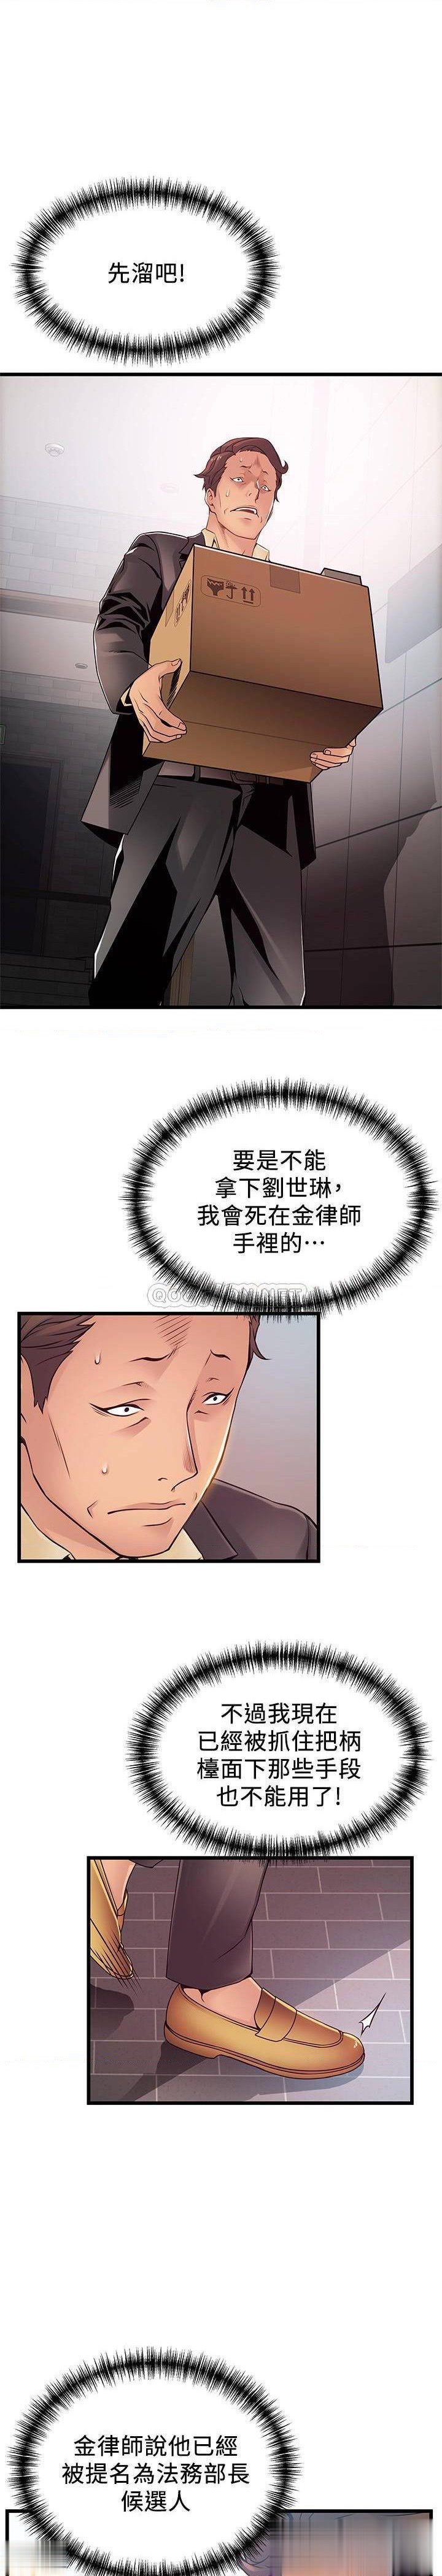 先溜吧!
要是不能
拿下劉世琳,
我會死在金律師
手裡的…
不過我現在
已經被抓住把柄
檯面下那些手段
也不能用了!
金律師說他已經
被提名為法務部長
候選人